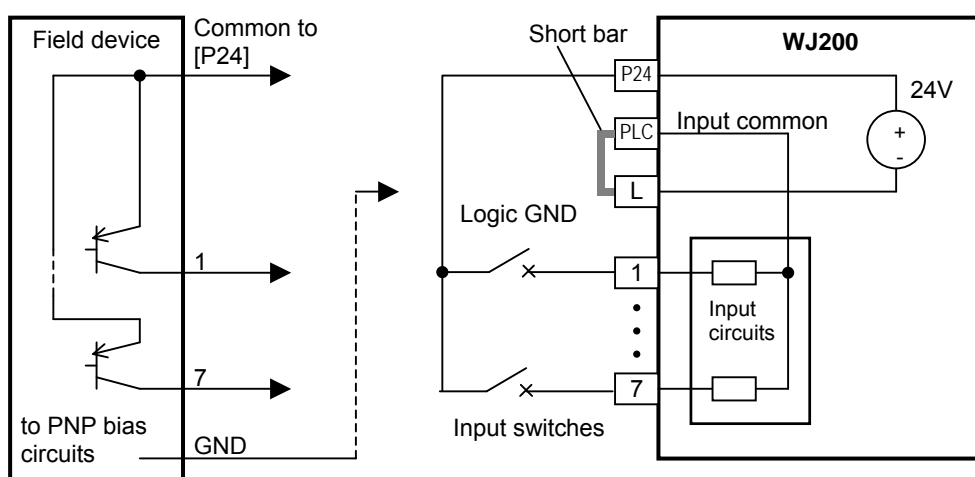 Field device
Common to
[P24]
1
7
to PNP bias
circuits
GND
Short bar
WJ200
P24
24V
PLC
Input common
+
-
L
Logic GND
1
Input
circuits
7
Input switches